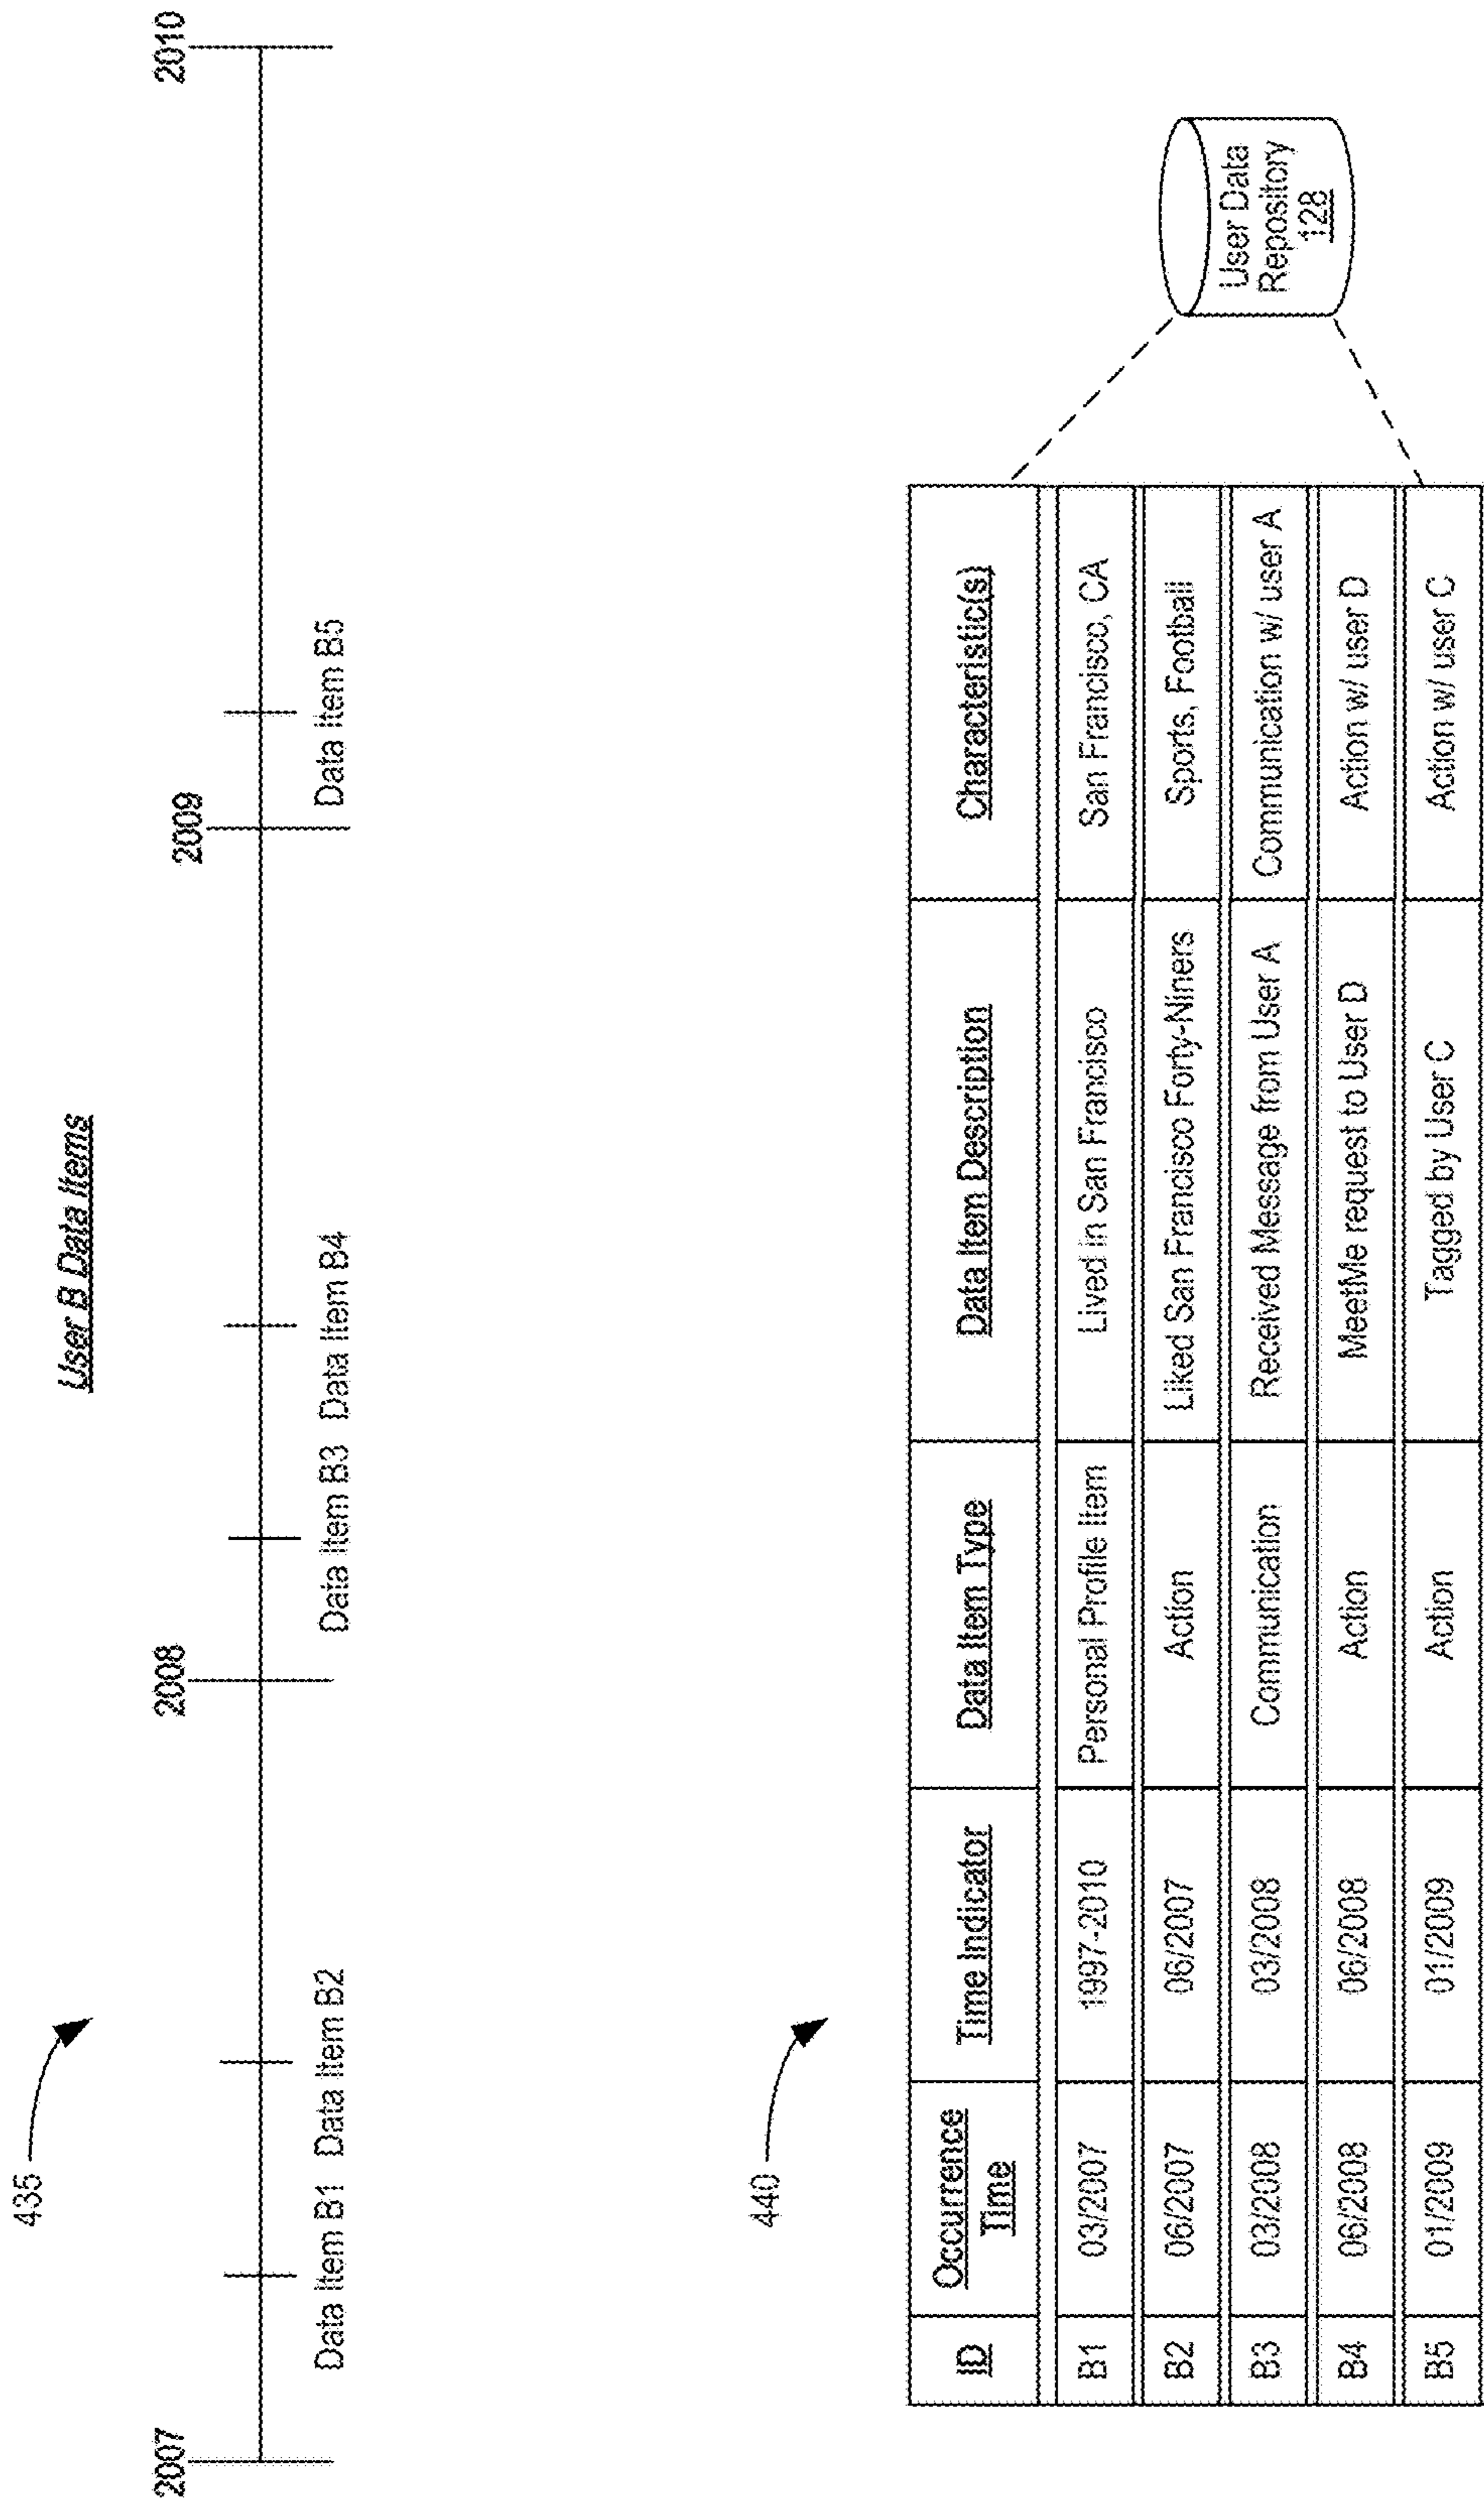 User B Data Items
435
2007
2008
2009
2010
Data Item B1
Data Item B2
Data Item B3
Data Item B4
Data Item B5
440
ID
Occurrence
Time
Time Indicator
Data Item Type
Data Item Description
Characteristic(s)
B1
03/2007
1997-2010
Personal Profile Item
Lived in San Francisco
San Francisco, CA
B2
06/2007
06/2007
Action
Liked San Francisco Forty-Niners
Sports, Football
B3
03/2008
03/2008
Communication
Received Message from User A
Communication w/ user A
B4
06/2008
06/2008
Action
MeetMe request to User D
Action w/ user D
B5
01/2009
01/2009
Action
Tagged by User C
Action w/ user C
User Data
Repository
128